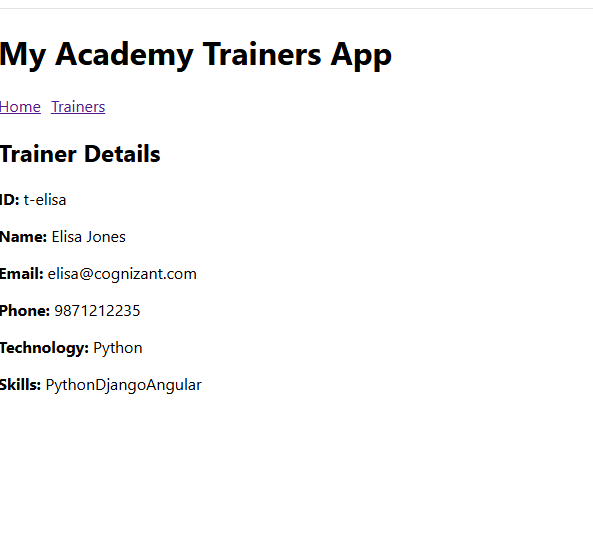 My Academy Trainers App
Home Trainers
Trainer Details
ID: t-elisa
Name: Elisa Jones
Email: elisa@cognizant.com
Phone: 9871212235
Technology: Python
Skills: PythonDjangoAngular